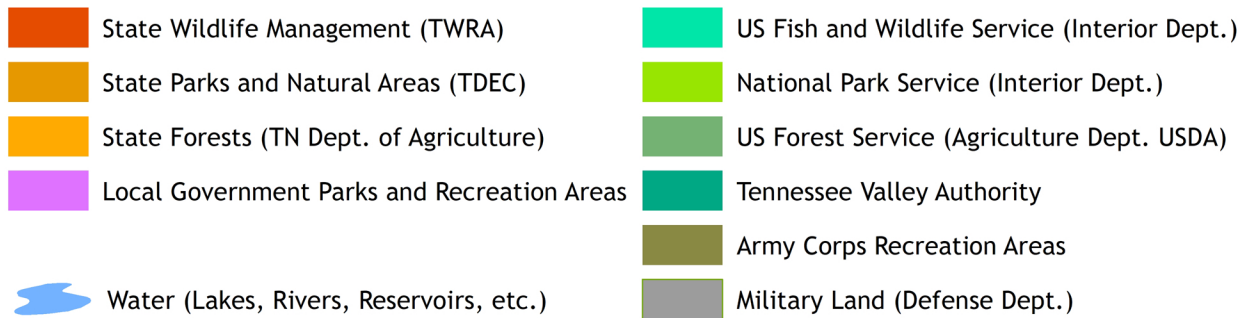 State Wildlife Management (TWRA)
State Parks and Natural Areas (TDEC)
State Forests (TN Dept. of Agriculture)
Local Government Parks and Recreation Areas
Water (Lakes, Rivers, Reservoirs, etc.)
US Fish and Wildlife Service (Interior Dept.)
National Park Service (Interior Dept.)
US Forest Service (Agriculture Dept. USDA)
Tennessee Valley Authority
Army Corps Recreation Areas
Military Land (Defense Dept.)